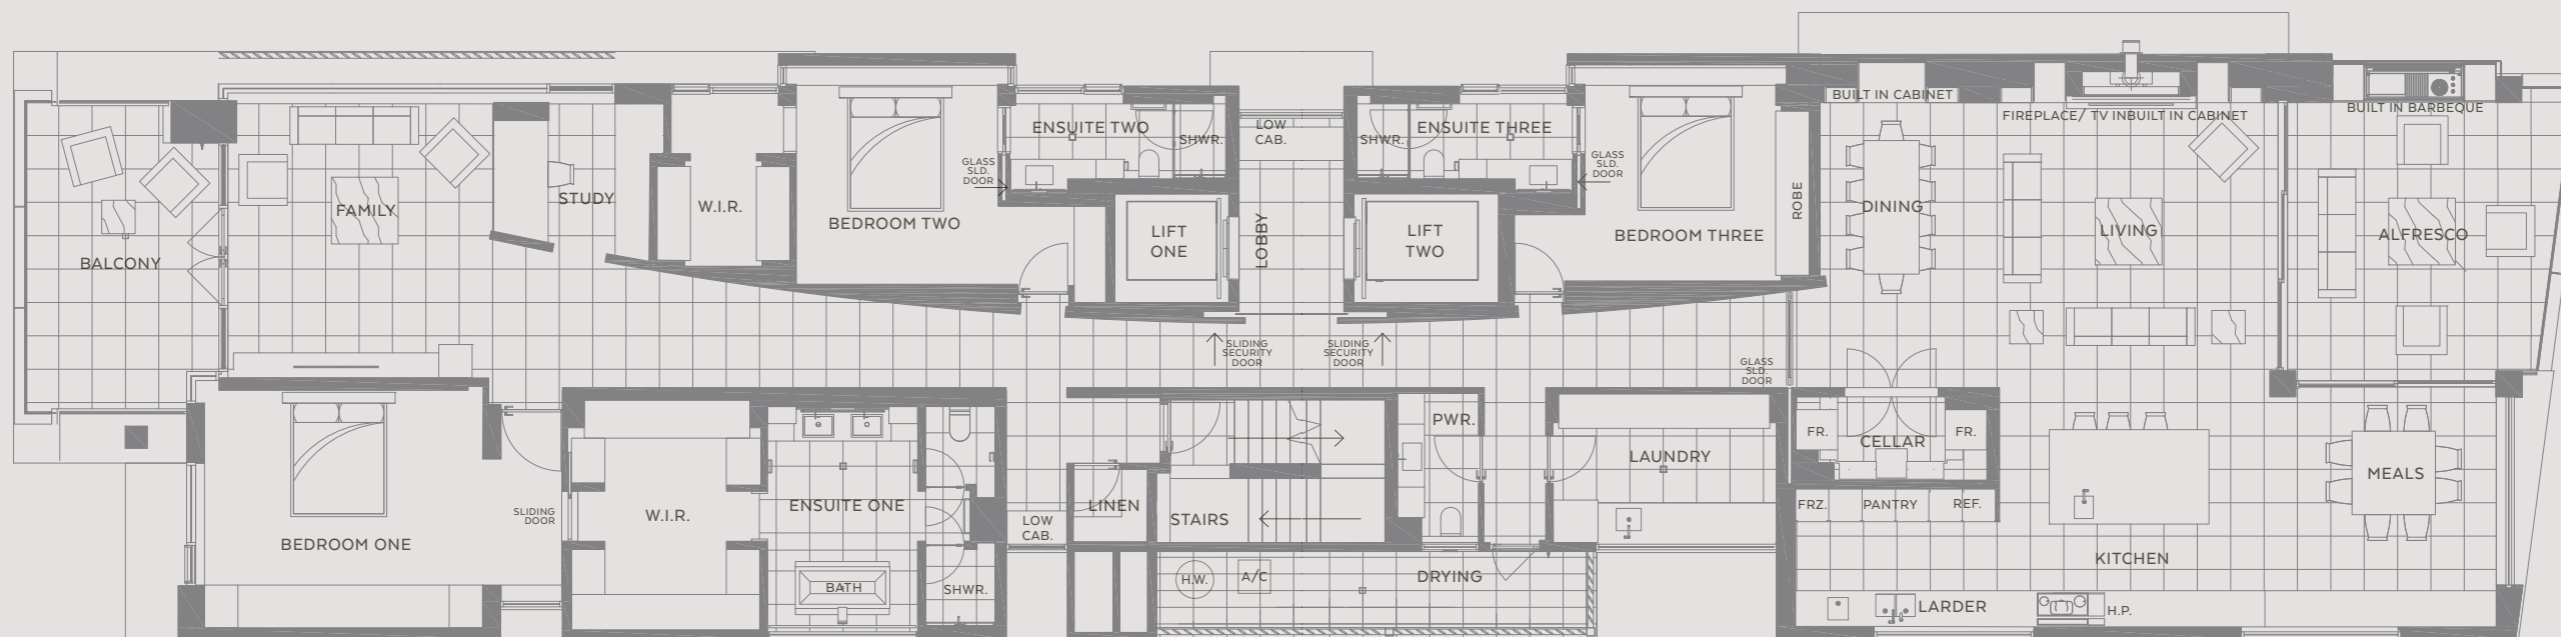 BUILT IN CABINET
BUILT IN BARBEQUE
FIREPLACE/ TV INBUILT IN CABINET
ENSUITE TWO
SHWR.
LOW
CAB.
SHWR.
ENSUITE THREE
GLASS
SLD.
DOOR
GLASS
SLD.
DOOR
STUDY
FAMILY
W.I.R.
BEDROOM TWO
LIFT
ONE
LOBBY
LIFT
TWO
BEDROOM THREE
ROBE
DINING
LIVING
ALFRESCO
BALCONY
SLIDING
SECURITY
DOOR
SLIDING
SECURITY
DOOR
GLASS
SLD.
DOOR
PWR.
FR.
CELLAR
FR.
LAUNDRY
MEALS
BEDROOM ONE
SLIDING
DOOR
W.I.R.
ENSUITE ONE
LOW
CAB.
LINEN
STAIRS
FRZ.
PANTRY
REF.
KITCHEN
BATH
SHWR.
H.W.
A/C
DRYING
LARDER
H.P.